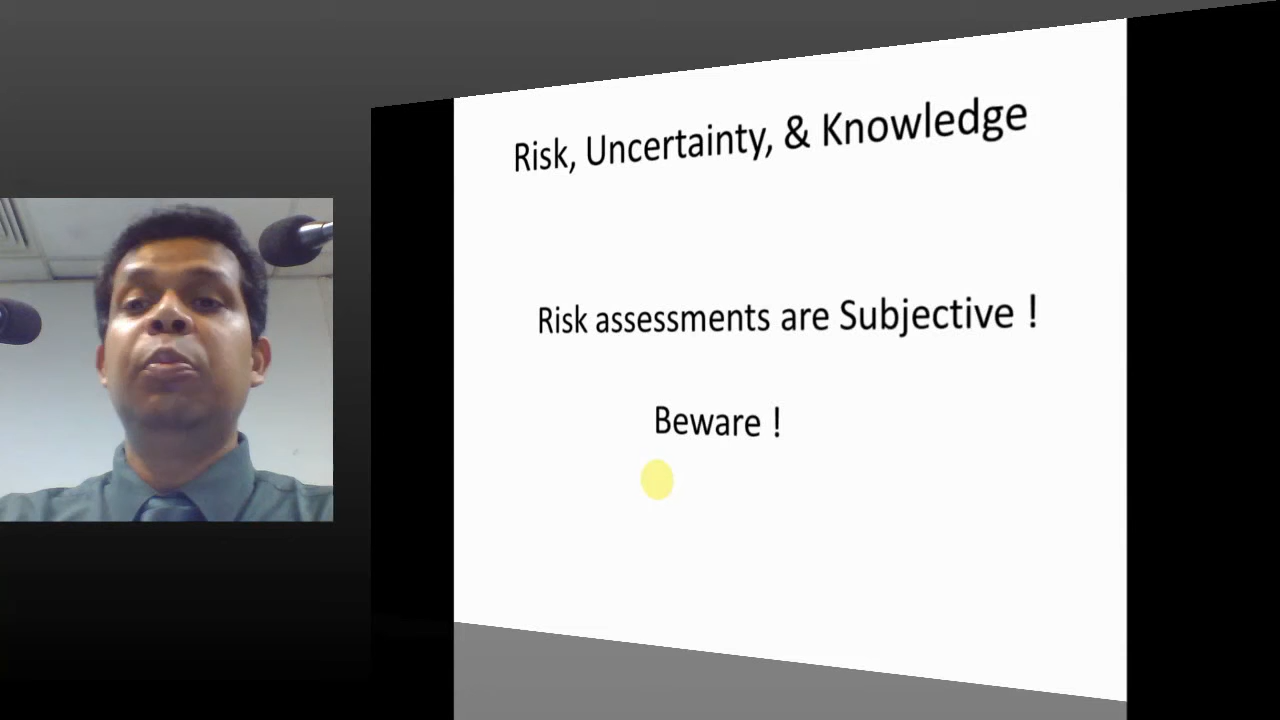 Risk, Uncertainty, & Knowledge
Risk assessments are Subjective !
Beware !